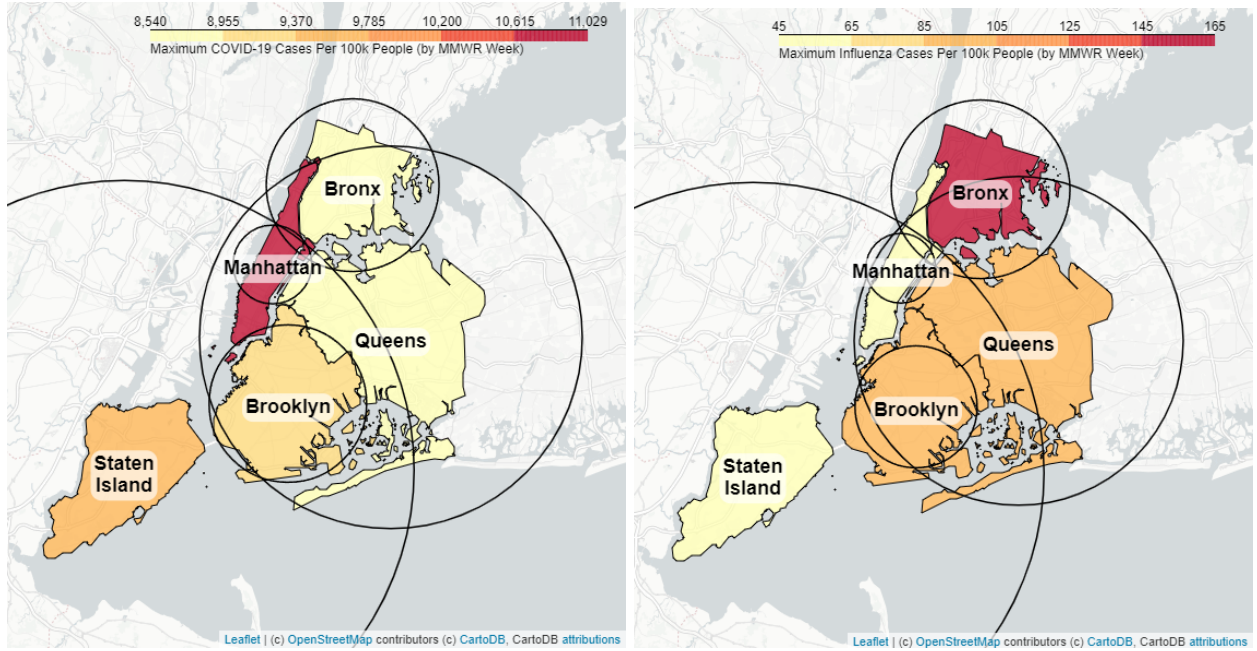 8,540 8,955 9,370 9,785 10,200 10,615 11,029
Maximum COVID-19 Cases Per 100k People (by MMWR Week)
Bronx
Manhattan
Queens
Brooklyn
Staten
Island
Leaflet | (c) OpenStreetMap contributors (c) CartoDB, CartoDB attributions
45 65 85 105 125 145 165
Maximum Influenza Cases Per 100k People (by MMWR Week)
Bronx
Manhattan
Queens
Brooklyn
Staten
Island
Leaflet | (c) OpenStreetMap contributors (c) CartoDB, CartoDB attributions